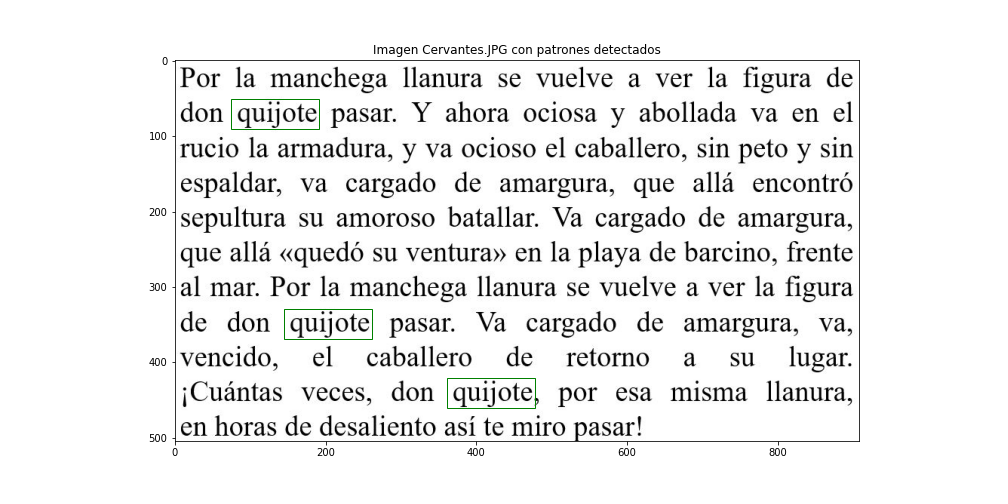 Imagen Cervantes.JPG con patrones detectados
0
Por la manchega llanura se vuelve a ver la figura de
don quijote pasar. Y ahora ociosa y abollada va en el
100
rucio la armadura, y va ocioso el caballero, sin peto y sin
espaldar, va cargado de amargura, que allá encontró
200
sepultura su amoroso batallar. Va cargado de amargura,
que allá «quedó su ventura» en la playa de barcino, frente
300
al mar. Por la manchega llanura se vuelve a ver la figura
de don quijote pasar. Va cargado de amargura, va,
400
vencido, el caballero de retorno a su lugar.
¡Cuántas veces, don quijote, por esa misma llanura,
500
en horas de desaliento así te miro pasar!
0 200 400 600 800